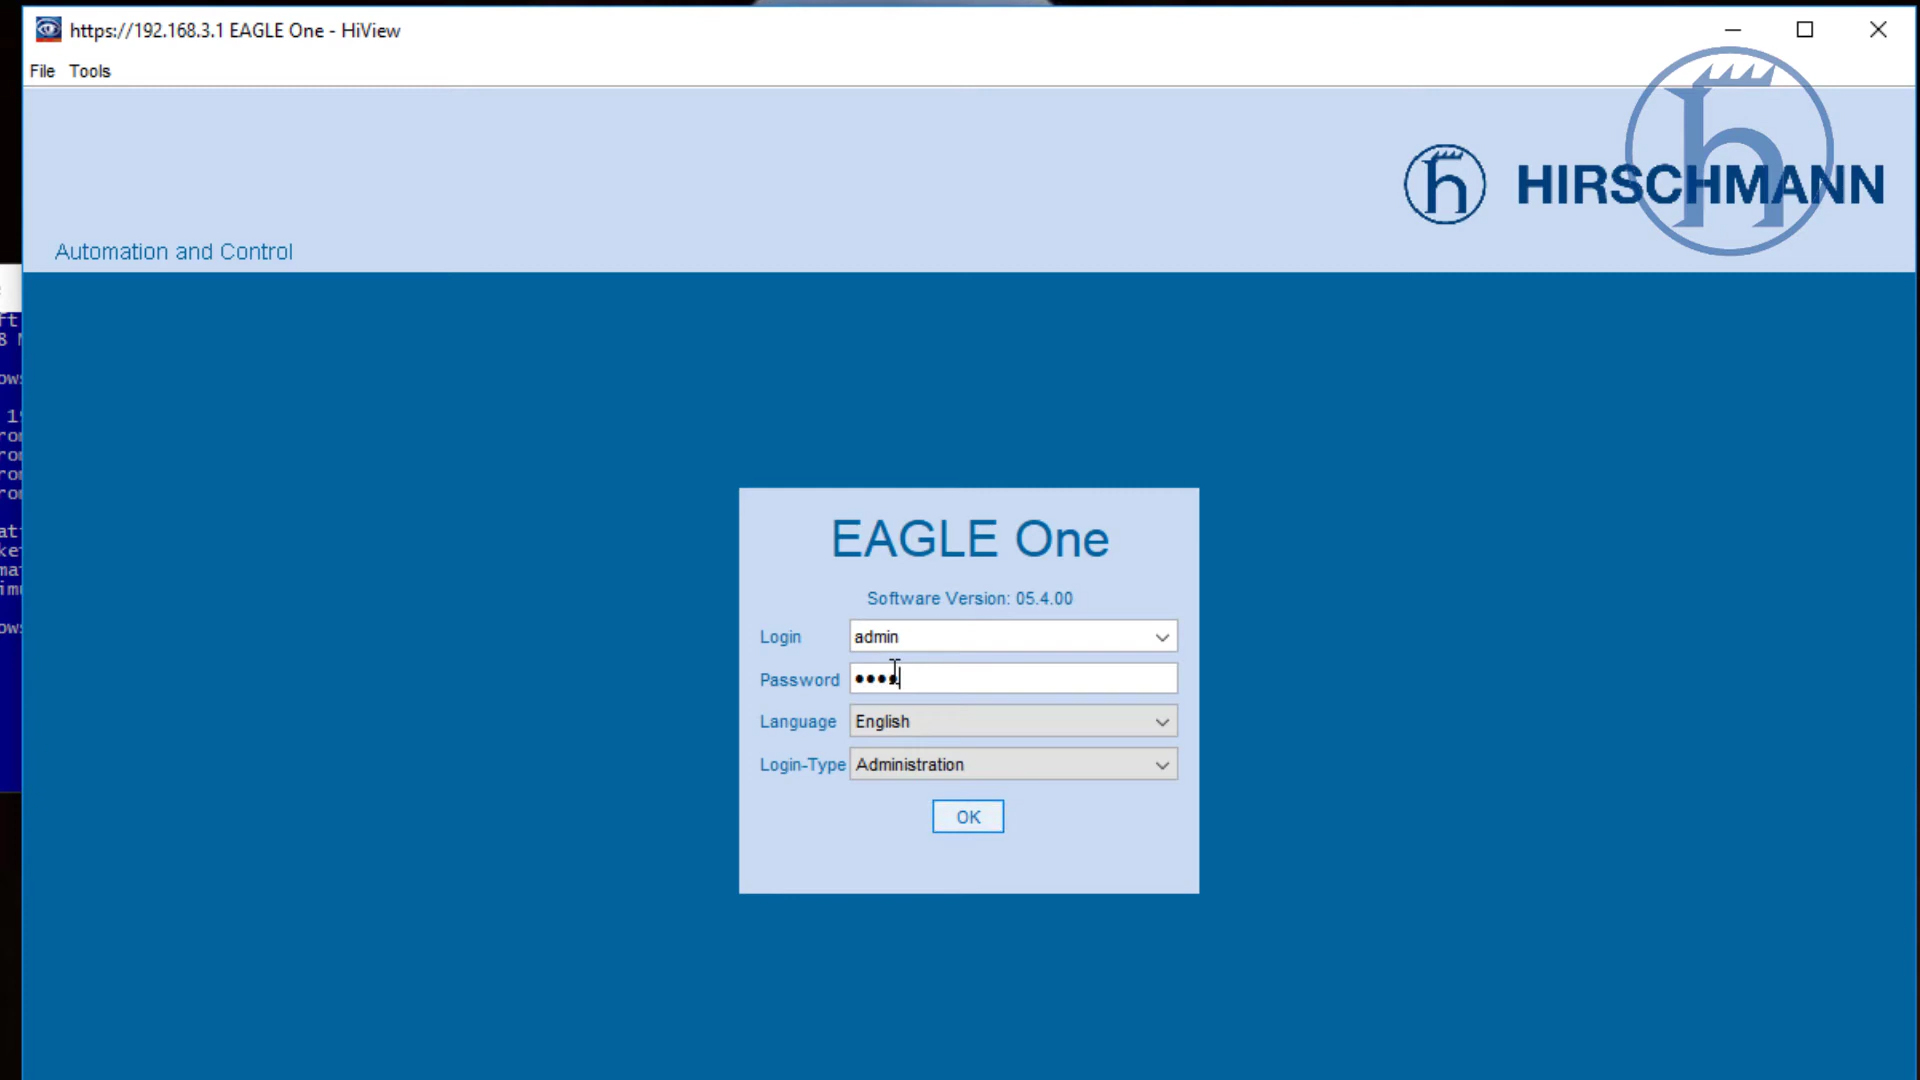 https://192.168.3.1 EAGLE One - HiView
File Tools
HIRSCHMANN
Automation and Control
EAGLE One
Software Version: 05.4.00
Login admin
Password ••••
Language English
Login-Type Administration
OK